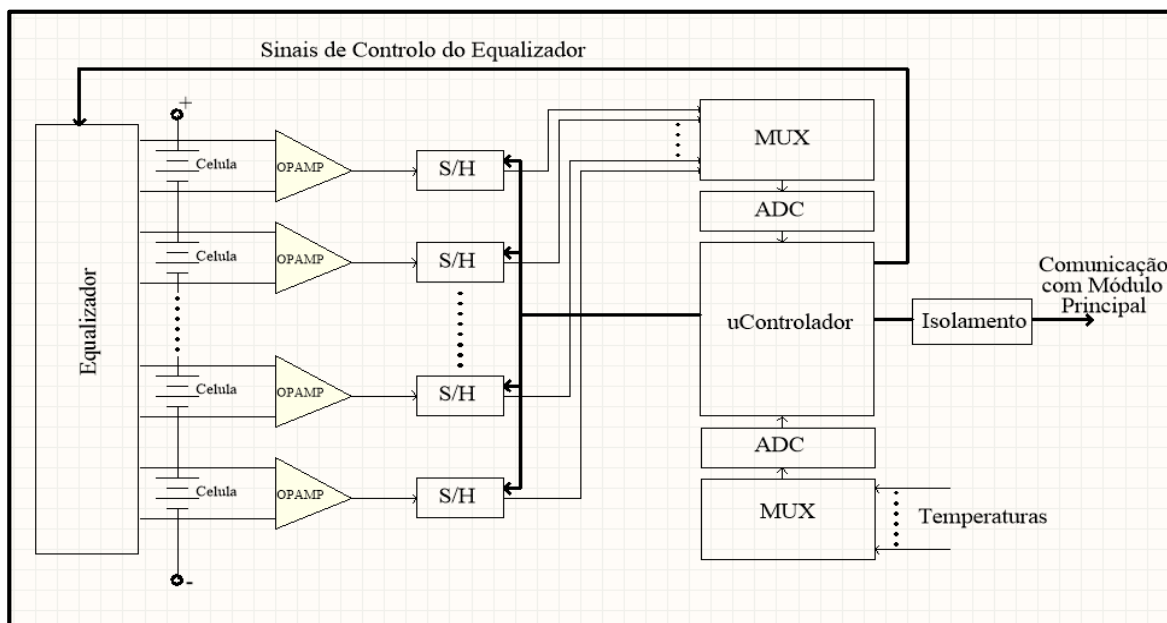 Sinais de Controlo do Equalizador
+
Equalizador
Celula
OPAMP
S/H
MUX
ADC
Celula
OPAMP
S/H
uControlador
Isolamento
Comunicação
com Módulo
Principal
Celula
OPAMP
S/H
ADC
Celula
OPAMP
S/H
MUX
Temperaturas
-